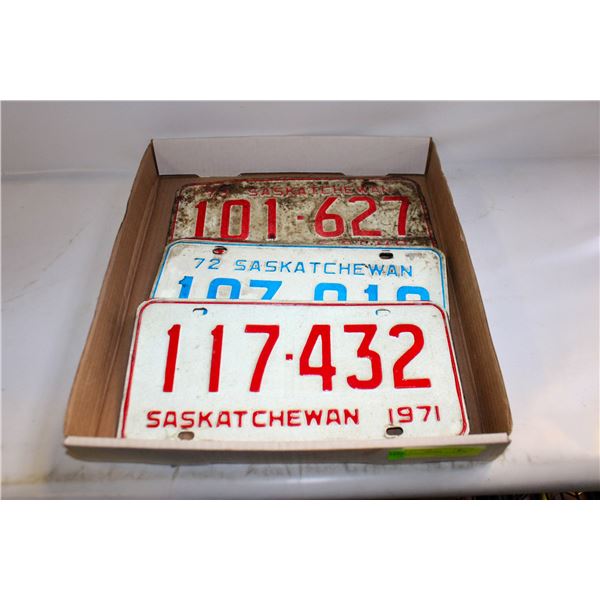 SASKATCHEWAN
101-627
72 SASKATCHEWAN
117·432
SASKATCHEWAN 1971